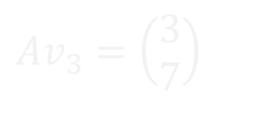 Av₃ = (3
7)